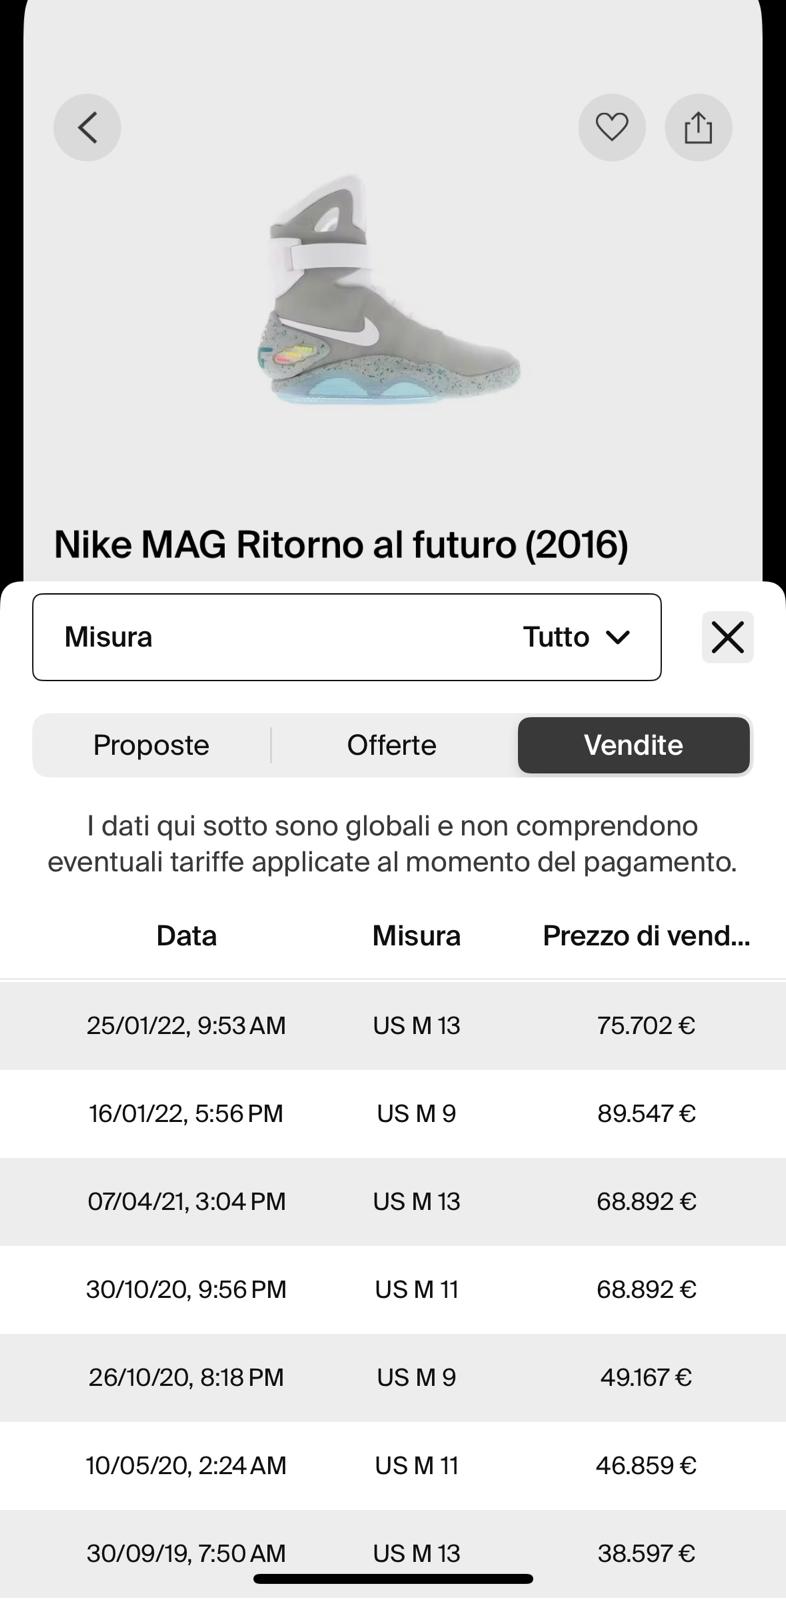 Nike MAG Ritorno al futuro (2016)
Misura Tutto
Proposte Offerte Vendite
I dati qui sotto sono globali e non comprendono
eventuali tariffe applicate al momento del pagamento.
Data Misura Prezzo di vend...
25/01/22, 9:53 AM US M 13 75.702 €
16/01/22, 5:56 PM US M 9 89.547 €
07/04/21, 3:04 PM US M 13 68.892 €
30/10/20, 9:56 PM US M 11 68.892 €
26/10/20, 8:18 PM US M 9 49.167 €
10/05/20, 2:24 AM US M 11 46.859 €
30/09/19, 7:50 AM US M 13 38.597 €